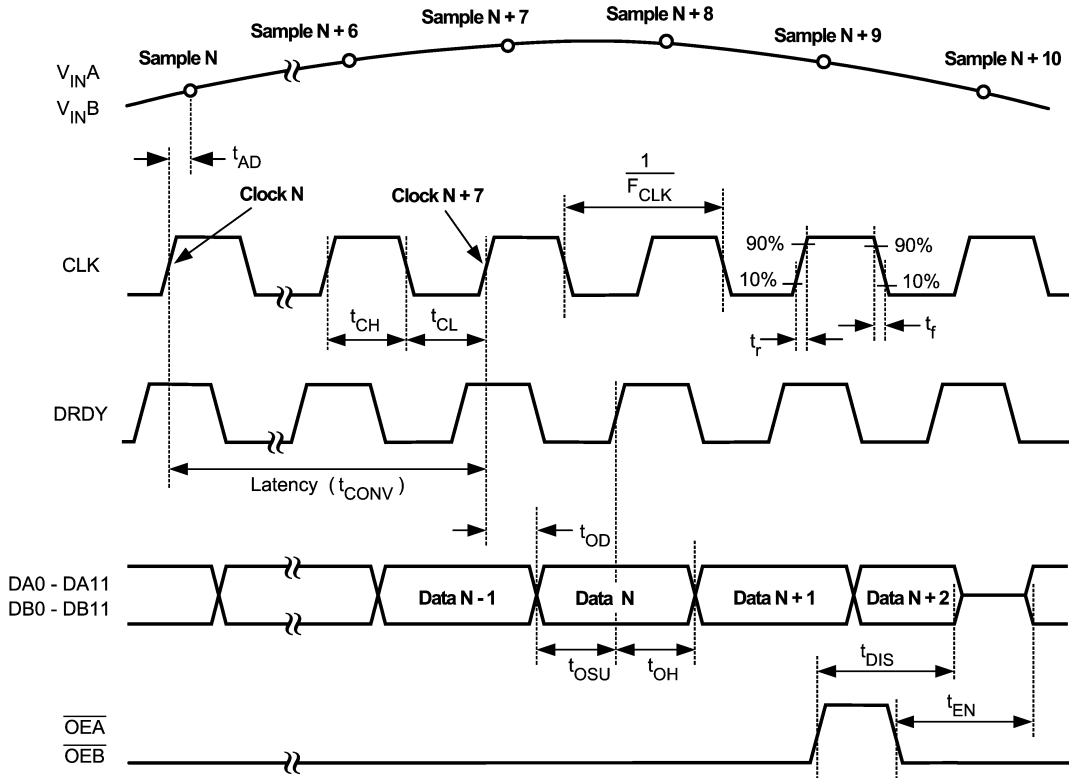 Sample N
Sample N + 6
Sample N + 7
Sample N + 8
Sample N + 9
Sample N + 10
VINA
VINB
tAD
Clock N
Clock N + 7
1
FCLK
CLK
90%
90%
10%
10%
tCH
tCL
tr
tf
DRDY
Latency ( tCONV )
tOD
DA0 - DA11
DB0 - DB11
Data N - 1
Data N
Data N + 1
Data N + 2
tOSU
tOH
tDIS
tEN
OEA
OEB